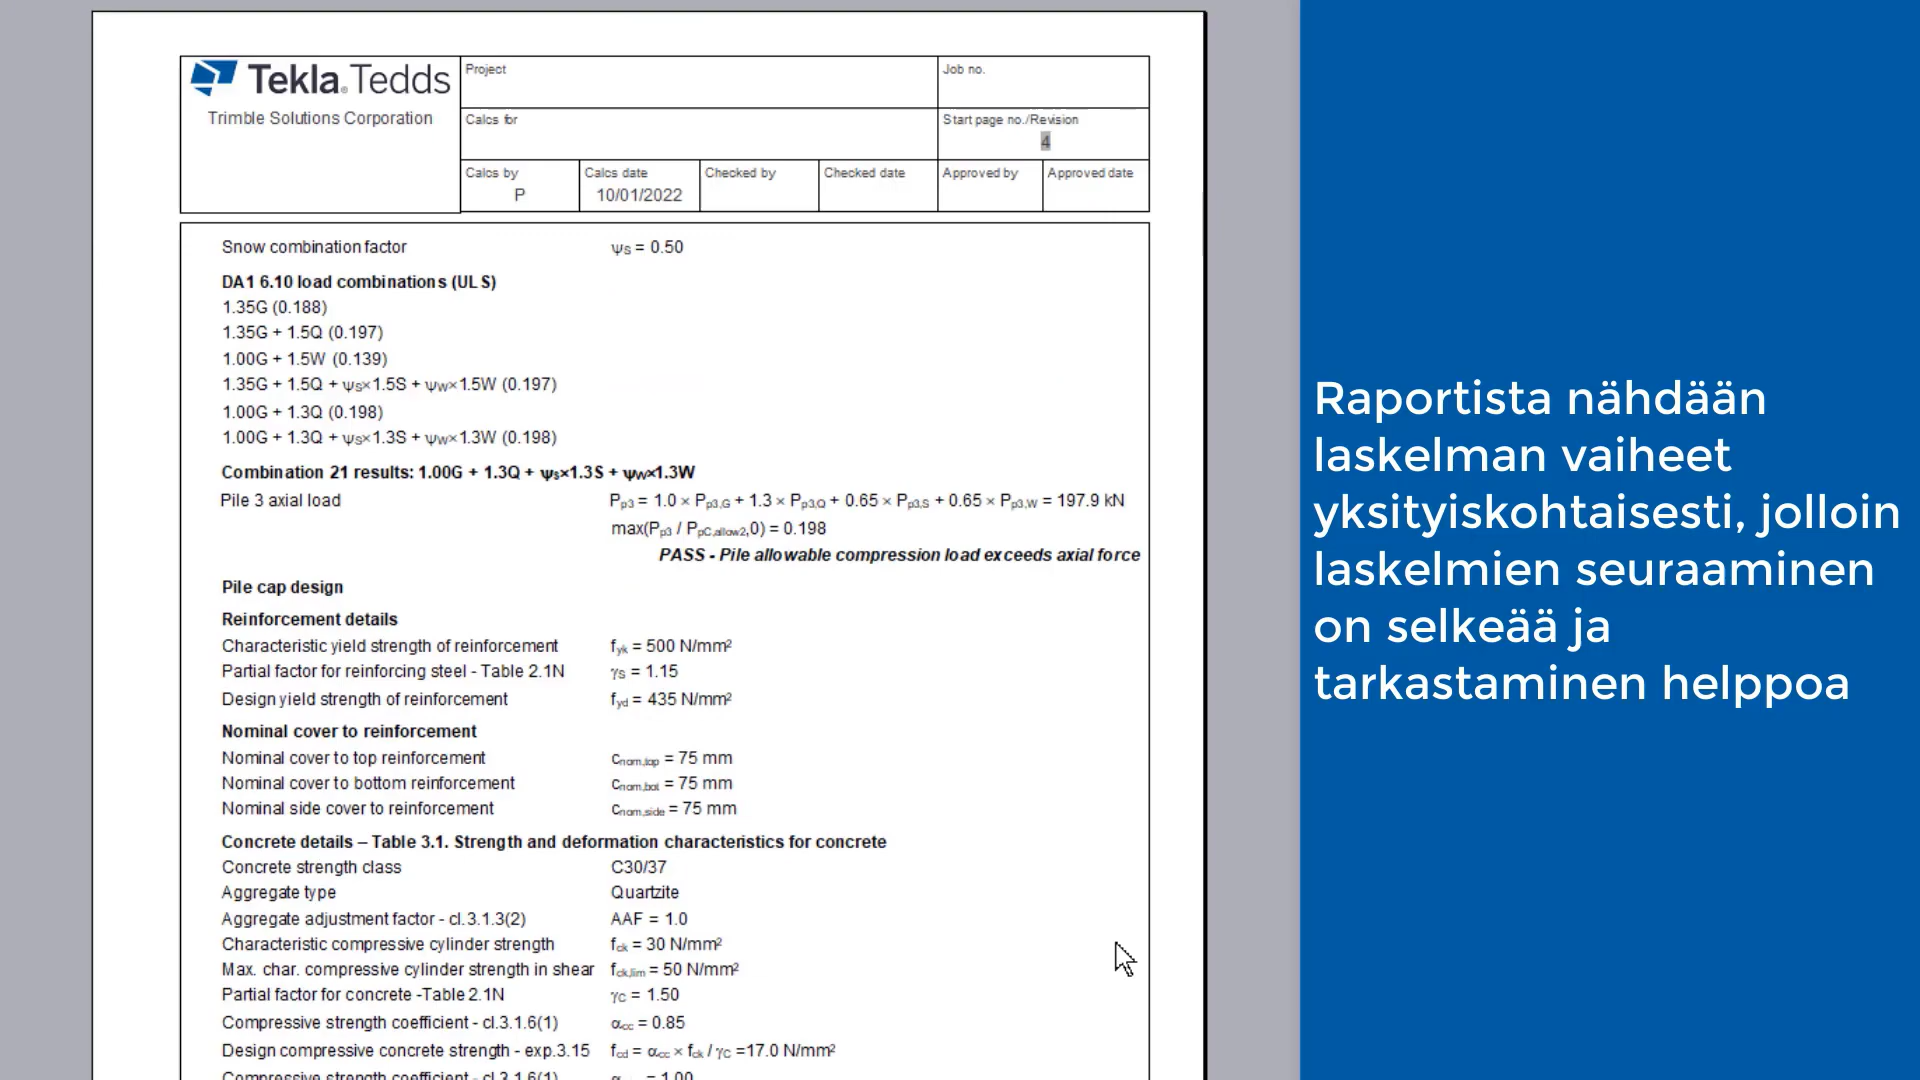 Tekla® Tedds
Trimble Solutions Corporation
Project
Job no.
Calcs for
Start page no./Revision
4
Calcs by
P
Calcs date
10/01/2022
Checked by
Checked date
Approved by
Approved date
Snow combination factor ψS = 0.50
DA1 6.10 load combinations (ULS)
1.35G (0.188)
1.35G + 1.5Q (0.197)
1.00G + 1.5W (0.139)
1.35G + 1.5Q + ψS×1.5S + ψW×1.5W (0.197)
1.00G + 1.3Q (0.198)
1.00G + 1.3Q + ψS×1.3S + ψW×1.3W (0.198)
Combination 21 results: 1.00G + 1.3Q + ψS×1.3S + ψW×1.3W
Pile 3 axial load Pp3 = 1.0 × Pp3,G + 1.3 × Pp3,Q + 0.65 × Pp3,S + 0.65 × Pp3,W = 197.9 kN
max(Pp3 / PpC,allow2,0) = 0.198
PASS - Pile allowable compression load exceeds axial force
Pile cap design
Reinforcement details
Characteristic yield strength of reinforcement fyk = 500 N/mm²
Partial factor for reinforcing steel - Table 2.1N γS = 1.15
Design yield strength of reinforcement fyd = 435 N/mm²
Nominal cover to reinforcement
Nominal cover to top reinforcement cnom,top = 75 mm
Nominal cover to bottom reinforcement cnom,bot = 75 mm
Nominal side cover to reinforcement cnom,side = 75 mm
Concrete details – Table 3.1. Strength and deformation characteristics for concrete
Concrete strength class C30/37
Aggregate type Quartzite
Aggregate adjustment factor - cl.3.1.3(2) AAF = 1.0
Characteristic compressive cylinder strength fck = 30 N/mm²
Max. char. compressive cylinder strength in shear fck,lim = 50 N/mm²
Partial factor for concrete -Table 2.1N γC = 1.50
Compressive strength coefficient - cl.3.1.6(1) αcc = 0.85
Design compressive concrete strength - exp.3.15 fcd = αcc × fck / γC =17.0 N/mm²
Compressive strength coefficient - cl.3.1.6(1) = 1.00
Raportista nähdään
laskelman vaiheet
yksityiskohtaisesti, jolloin
laskelmien seuraaminen
on selkeää ja
tarkastaminen helppoa